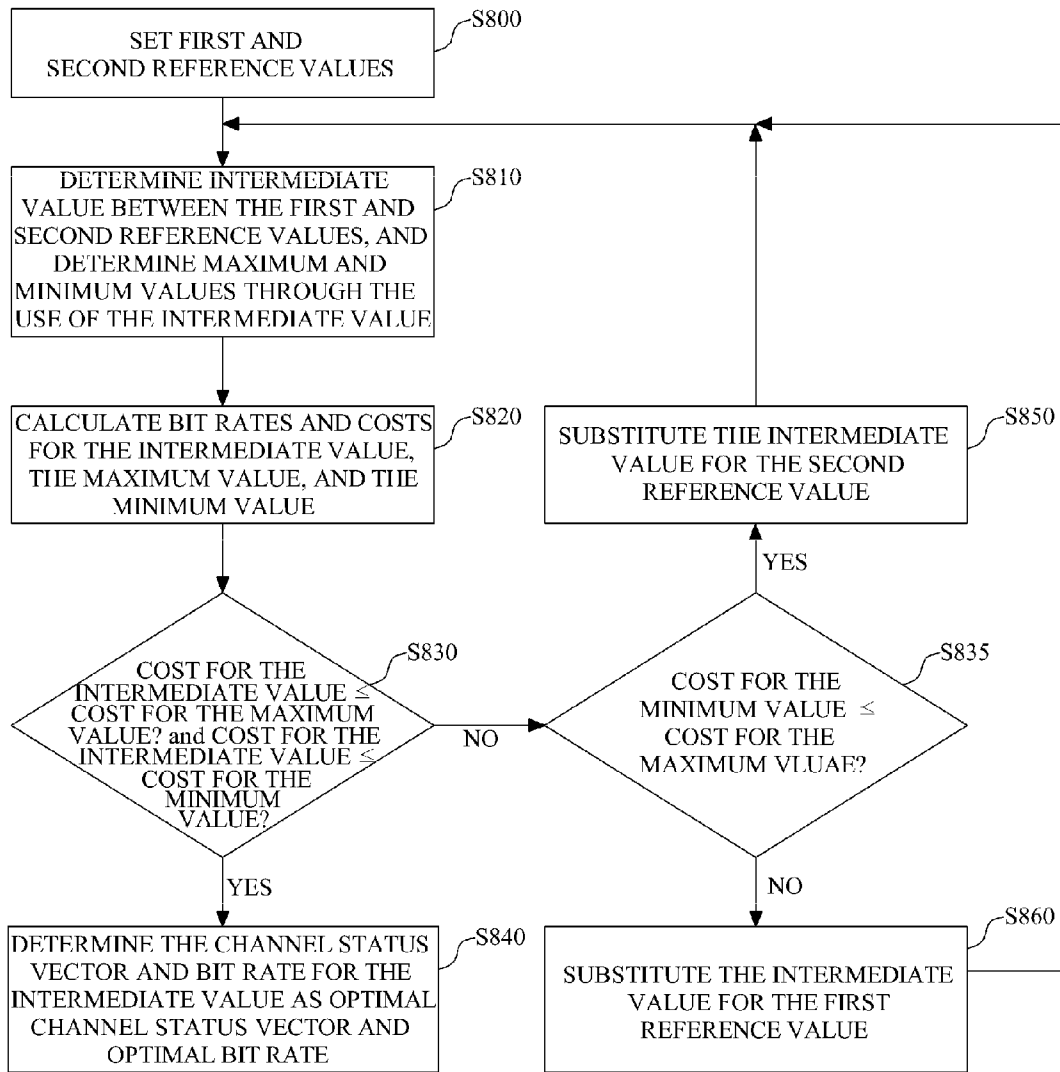 S800
SET FIRST AND
SECOND REFERENCE VALUES
S810
DETERMINE INTERMEDIATE
VALUE BETWEEN THE FIRST AND
SECOND REFERENCE VALUES, AND
DETERMINE MAXIMUM AND
MINIMUM VALUES THROUGH THE
USE OF THE INTERMEDIATE VALUE
S820
CALCULATE BIT RATES AND COSTS
FOR THE INTERMEDIATE VALUE,
THE MAXIMUM VALUE, AND THE
MINIMUM VALUE
S850
SUBSTITUTE THE INTERMEDIATE
VALUE FOR THE SECOND
REFERENCE VALUE
YES
S830
COST FOR THE
INTERMEDIATE VALUE ≤
COST FOR THE MAXIMUM
VALUE? and COST FOR THE
INTERMEDIATE VALUE ≤
COST FOR THE
MINIMUM
VALUE?
NO
S835
COST FOR THE
MINIMUM VALUE ≤
COST FOR THE
MAXIMUM VLUAE?
YES
NO
S840
DETERMINE THE CHANNEL STATUS
VECTOR AND BIT RATE FOR THE
INTERMEDIATE VALUE AS OPTIMAL
CHANNEL STATUS VECTOR AND
OPTIMAL BIT RATE
S860
SUBSTITUTE THE INTERMEDIATE
VALUE FOR THE FIRST
REFERENCE VALUE